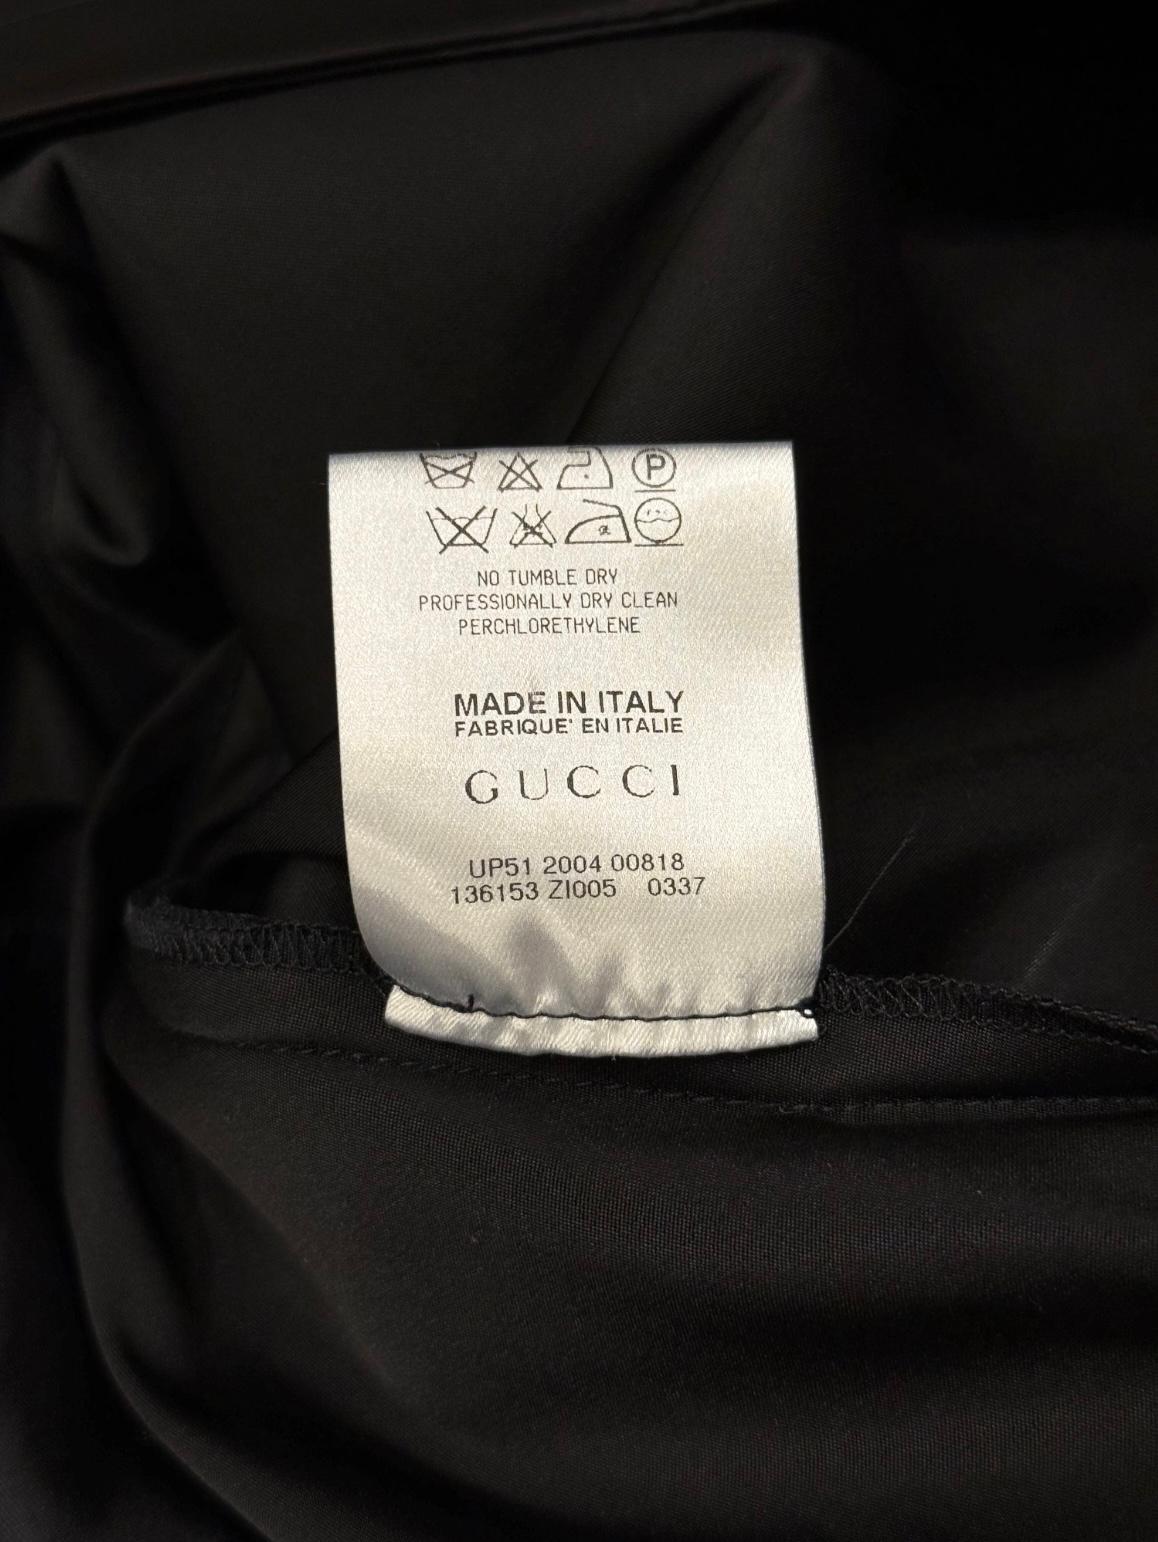 P
NO TUMBLE DRY
PROFESSIONALLY DRY CLEAN
PERCHLORETHYLENE
MADE IN ITALY
FABRIQUE' EN ITALIE
GUCCI
UP51 2004 00818
136153 ZI005 0337